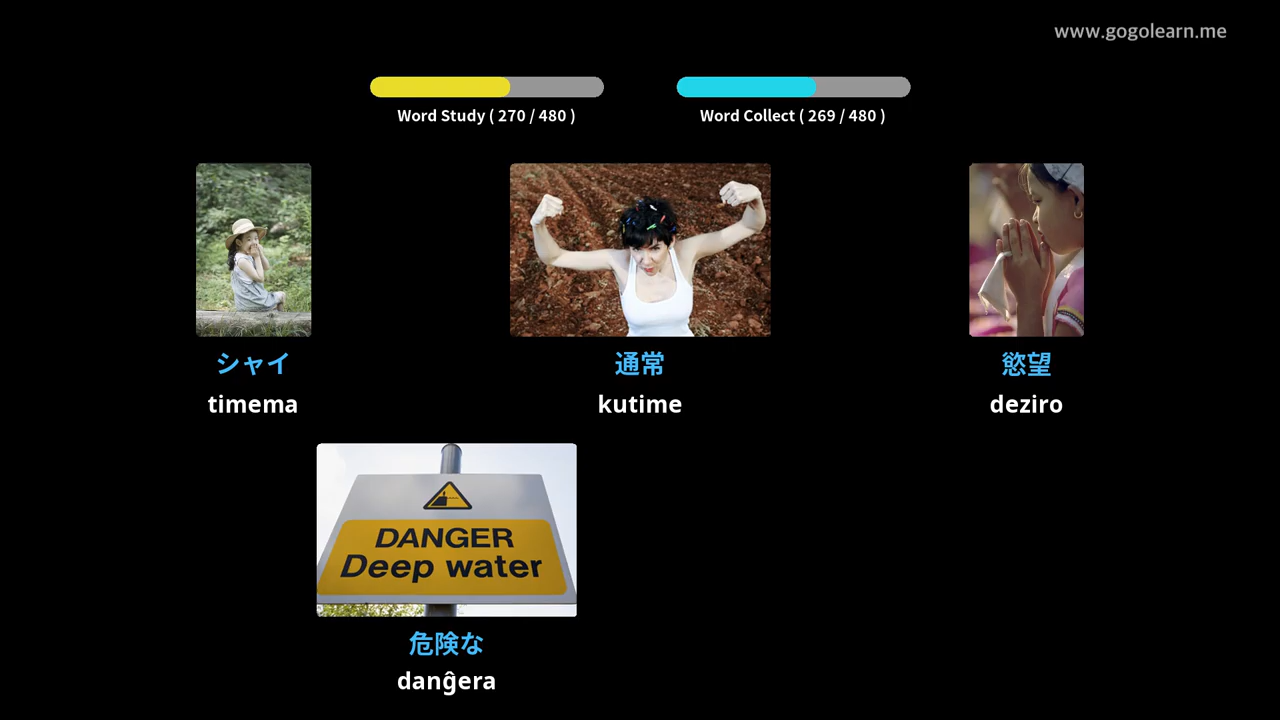 www.gogolearn.me
Word Study ( 270 / 480 )
Word Collect ( 269 / 480 )
シャイ
timema
通常
kutime
慾望
deziro
DANGER
Deep water
危険な
danĝera